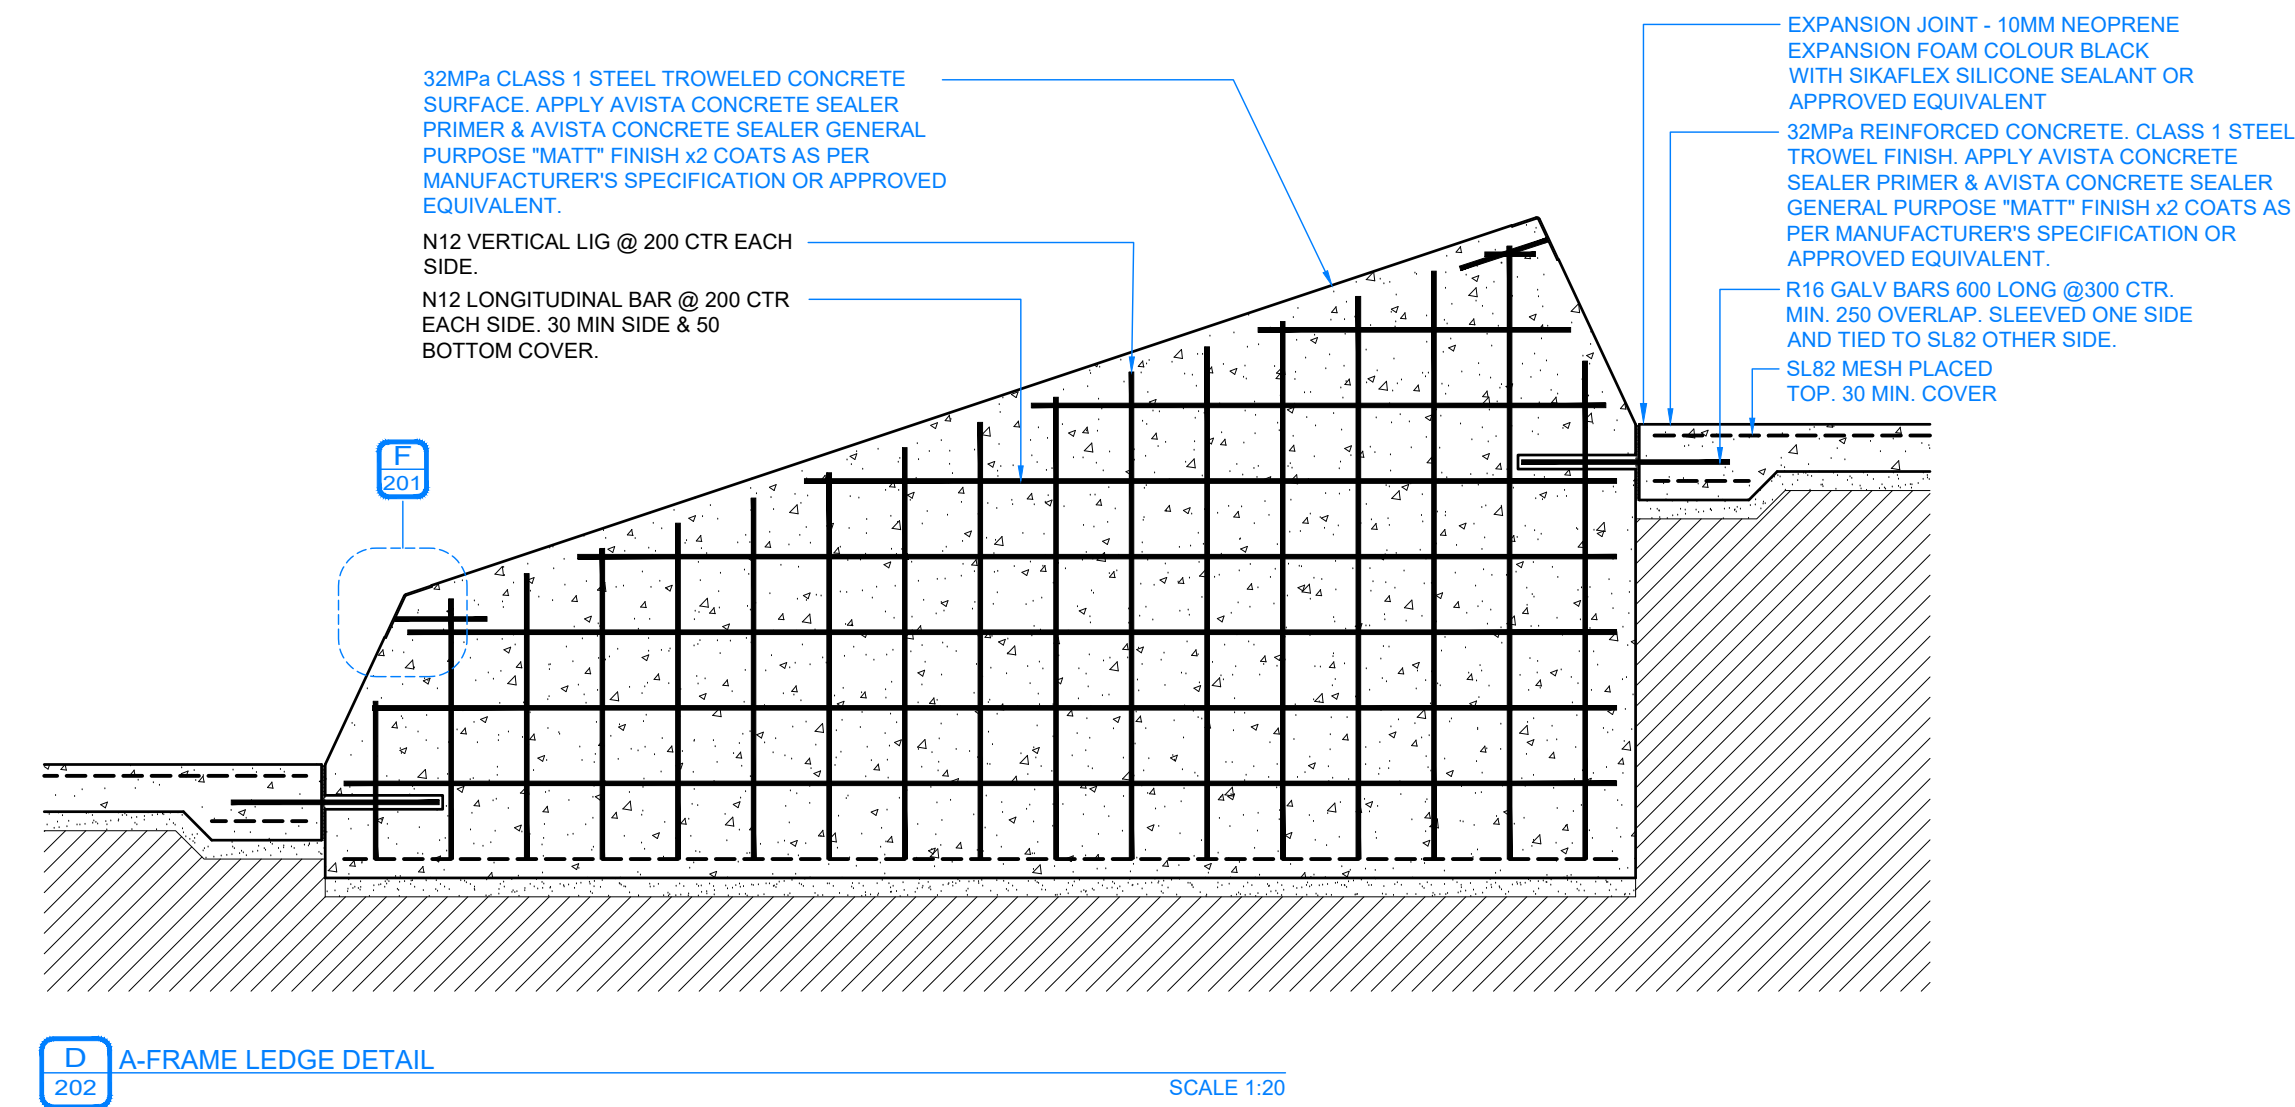 32MPa CLASS 1 STEEL TROWELED CONCRETE
SURFACE. APPLY AVISTA CONCRETE SEALER
PRIMER & AVISTA CONCRETE SEALER GENERAL
PURPOSE "MATT" FINISH x2 COATS AS PER
MANUFACTURER'S SPECIFICATION OR APPROVED
EQUIVALENT.
N12 VERTICAL LIG @ 200 CTR EACH
SIDE.
N12 LONGITUDINAL BAR @ 200 CTR
EACH SIDE. 30 MIN SIDE & 50
BOTTOM COVER.
EXPANSION JOINT - 10MM NEOPRENE
EXPANSION FOAM COLOUR BLACK
WITH SIKAFLEX SILICONE SEALANT OR
APPROVED EQUIVALENT
32MPa REINFORCED CONCRETE. CLASS 1 STEEL
TROWEL FINISH. APPLY AVISTA CONCRETE
SEALER PRIMER & AVISTA CONCRETE SEALER
GENERAL PURPOSE "MATT" FINISH x2 COATS AS
PER MANUFACTURER'S SPECIFICATION OR
APPROVED EQUIVALENT.
R16 GALV BARS 600 LONG @300 CTR.
MIN. 250 OVERLAP. SLEEVED ONE SIDE
AND TIED TO SL82 OTHER SIDE.
SL82 MESH PLACED
TOP. 30 MIN. COVER
F
201
D
202
A-FRAME LEDGE DETAIL
SCALE 1:20